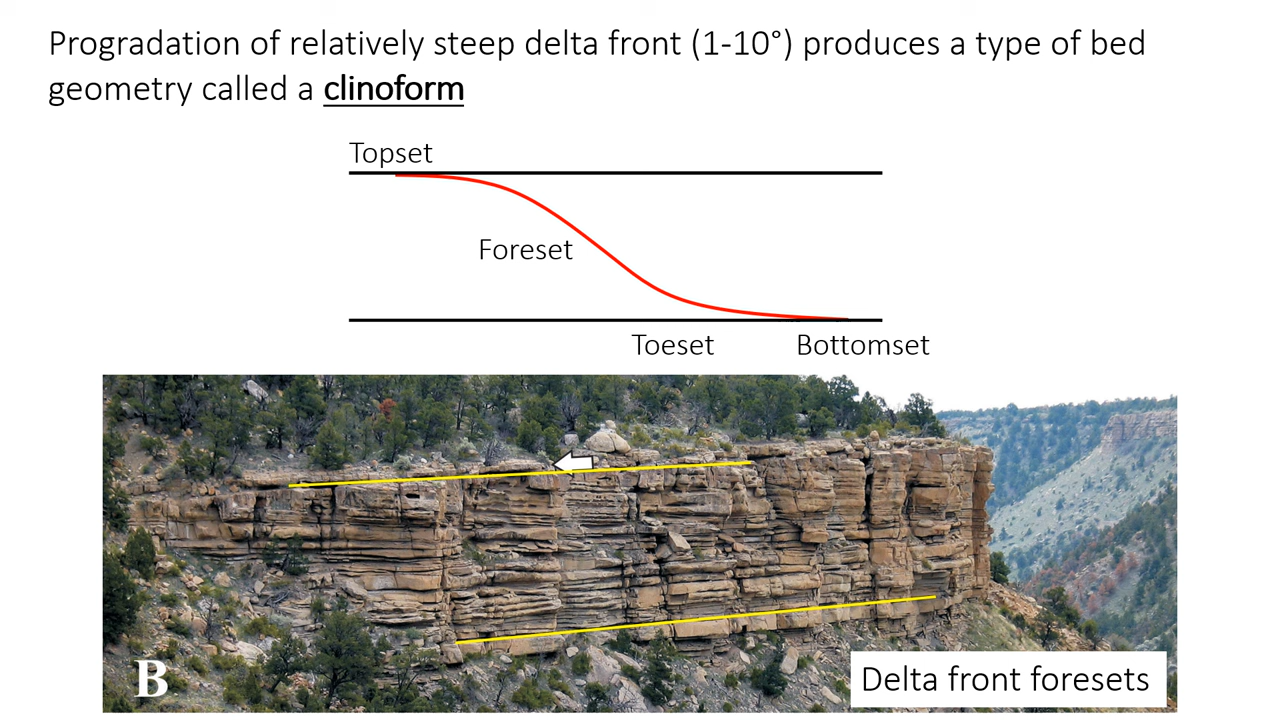 Progradation of relatively steep delta front (1-10°) produces a type of bed
geometry called a clinoform
Topset
Foreset
Toeset
Bottomset
B
Delta front foresets